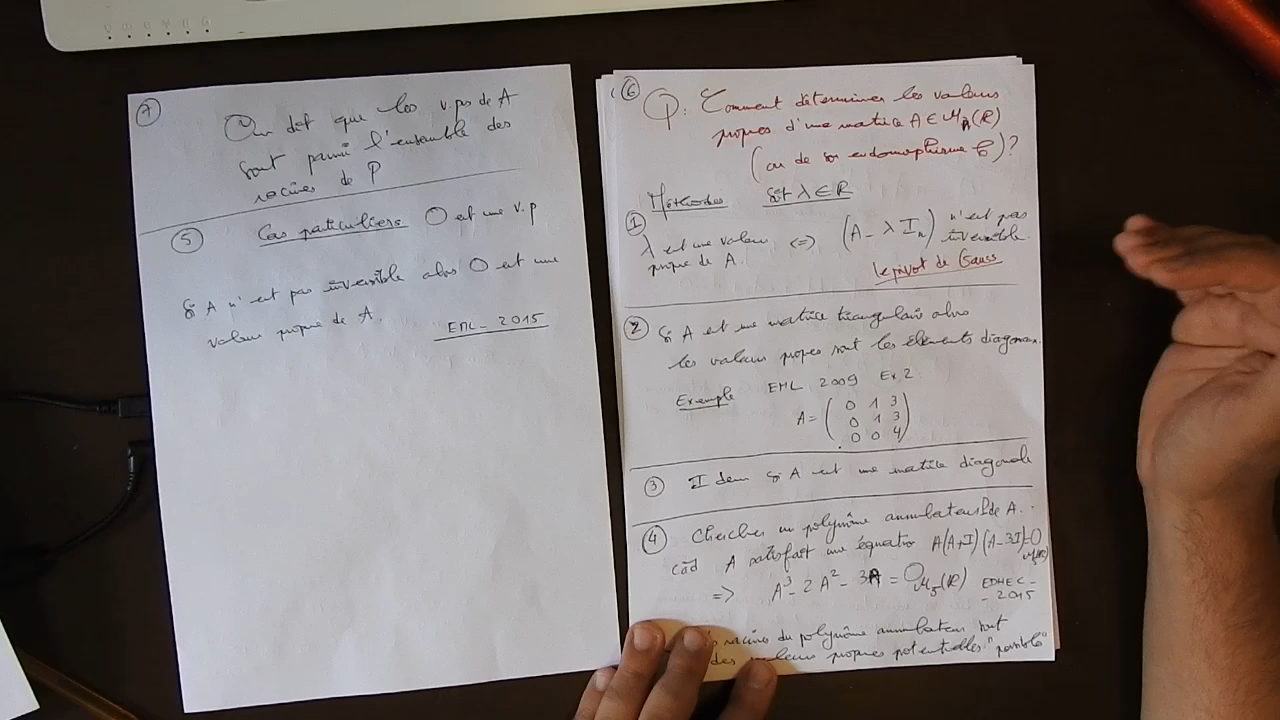 7
On dit que les v.ps de A
sont parmi l'ensemble des
racines de P
5 Cas particuliers 0 est une v.p
Si A n'est pas inversible alors 0 est une
valeur propre de A.
EML - 2015
6
Q: Comment déterminer les valeurs
propres d'une matrice A ∈ Mn(R)
(ou de son endomorphisme f)?
Méthodes Soit λ ∈ R
1
λ est une valeur propre de A. <=> (A - λ In) n'est pas inversible.
le pivot de Gauss
2 Si A est une matrice triangulaire alors
les valeurs propres sont les éléments diagonaux.
Exemple EML 2009 Ex 2.
A = ( 0 1 3
0 1 3
0 0 4 )
3 Idem si A est une matrice diagonale
4 Chercher un polynôme annulateur P de A.
càd A satisfait une équation A(A+I)(A-3I)=0
=> A³ - 2A² - 3A = 0 M₅(R) EDHEC - 2015
racines du polynôme annulateur sont
des valeurs propres potentielles "possible"